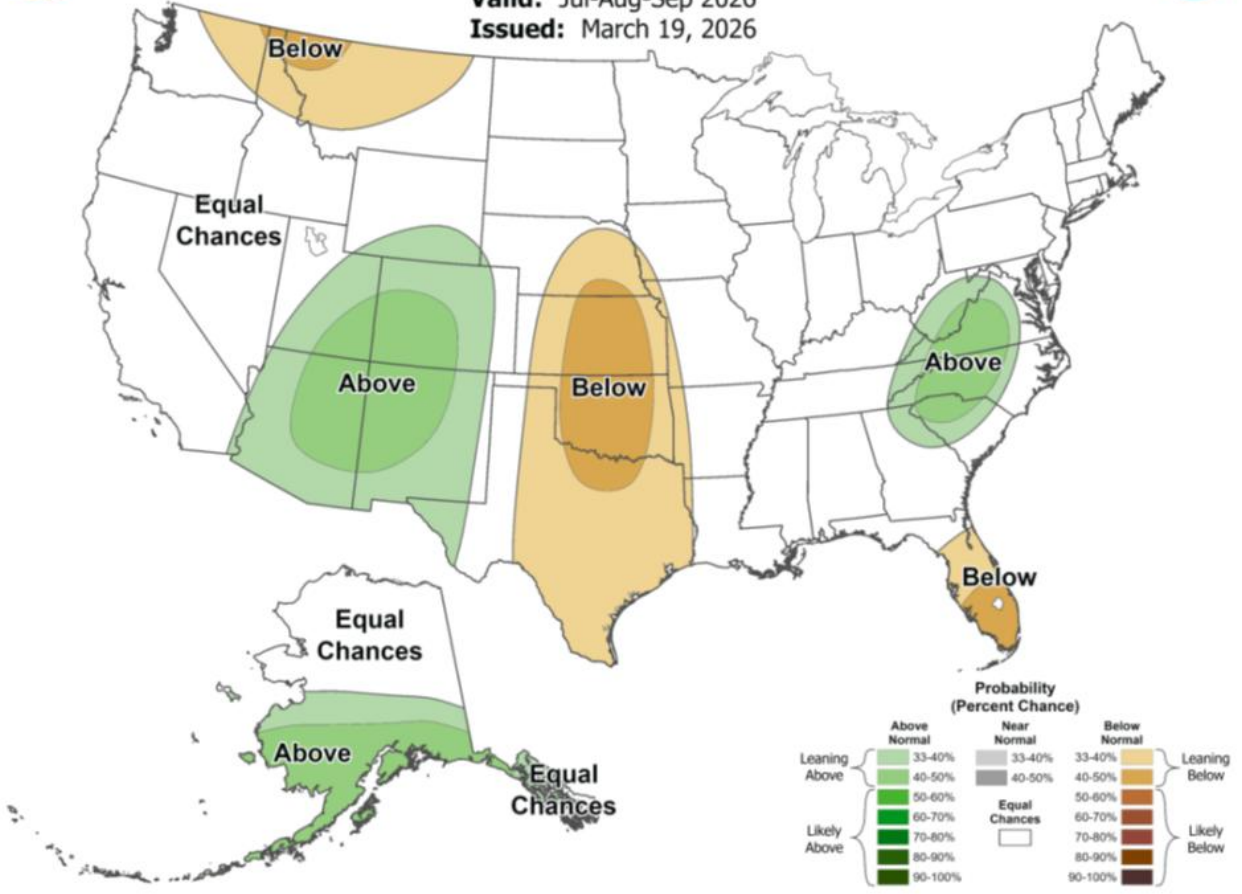 Valid: Jul-Aug-Sep 2026
Issued: March 19, 2026
Below
Equal
Chances
Above
Below
Above
Below
Equal
Chances
Above
Equal
Chances
Probability
(Percent Chance)
Above
Normal
Near
Normal
Below
Normal
Leaning
Above
33-40%
33-40%
33-40%
Leaning
Below
40-50%
40-50%
40-50%
50-60%
50-60%
Equal
Chances
60-70%
60-70%
Likely
Above
70-80%
70-80%
Likely
Below
80-90%
80-90%
90-100%
90-100%